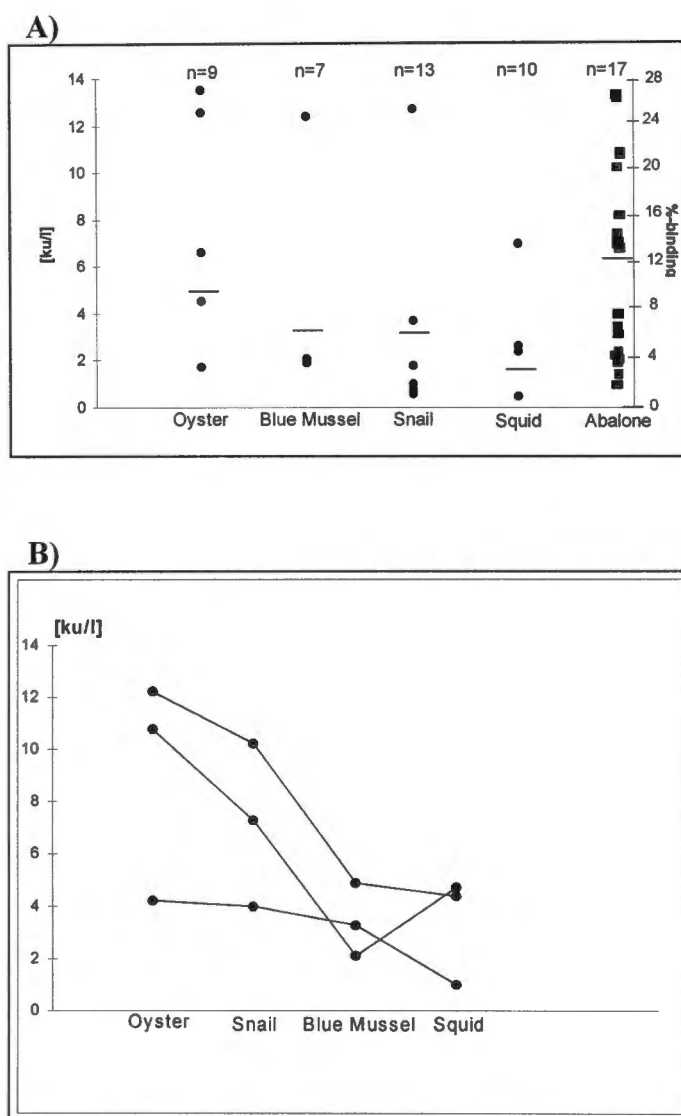 A)
n=9 n=7 n=13 n=10 n=17
14 28
12 24
10 20
8 16
[ku/l] %-binding
6 12
4 8
2 4
0 0
Oyster Blue Mussel Snail Squid Abalone
B)
[ku/l]
14
12
10
8
6
4
2
0
Oyster Snail Blue Mussel Squid